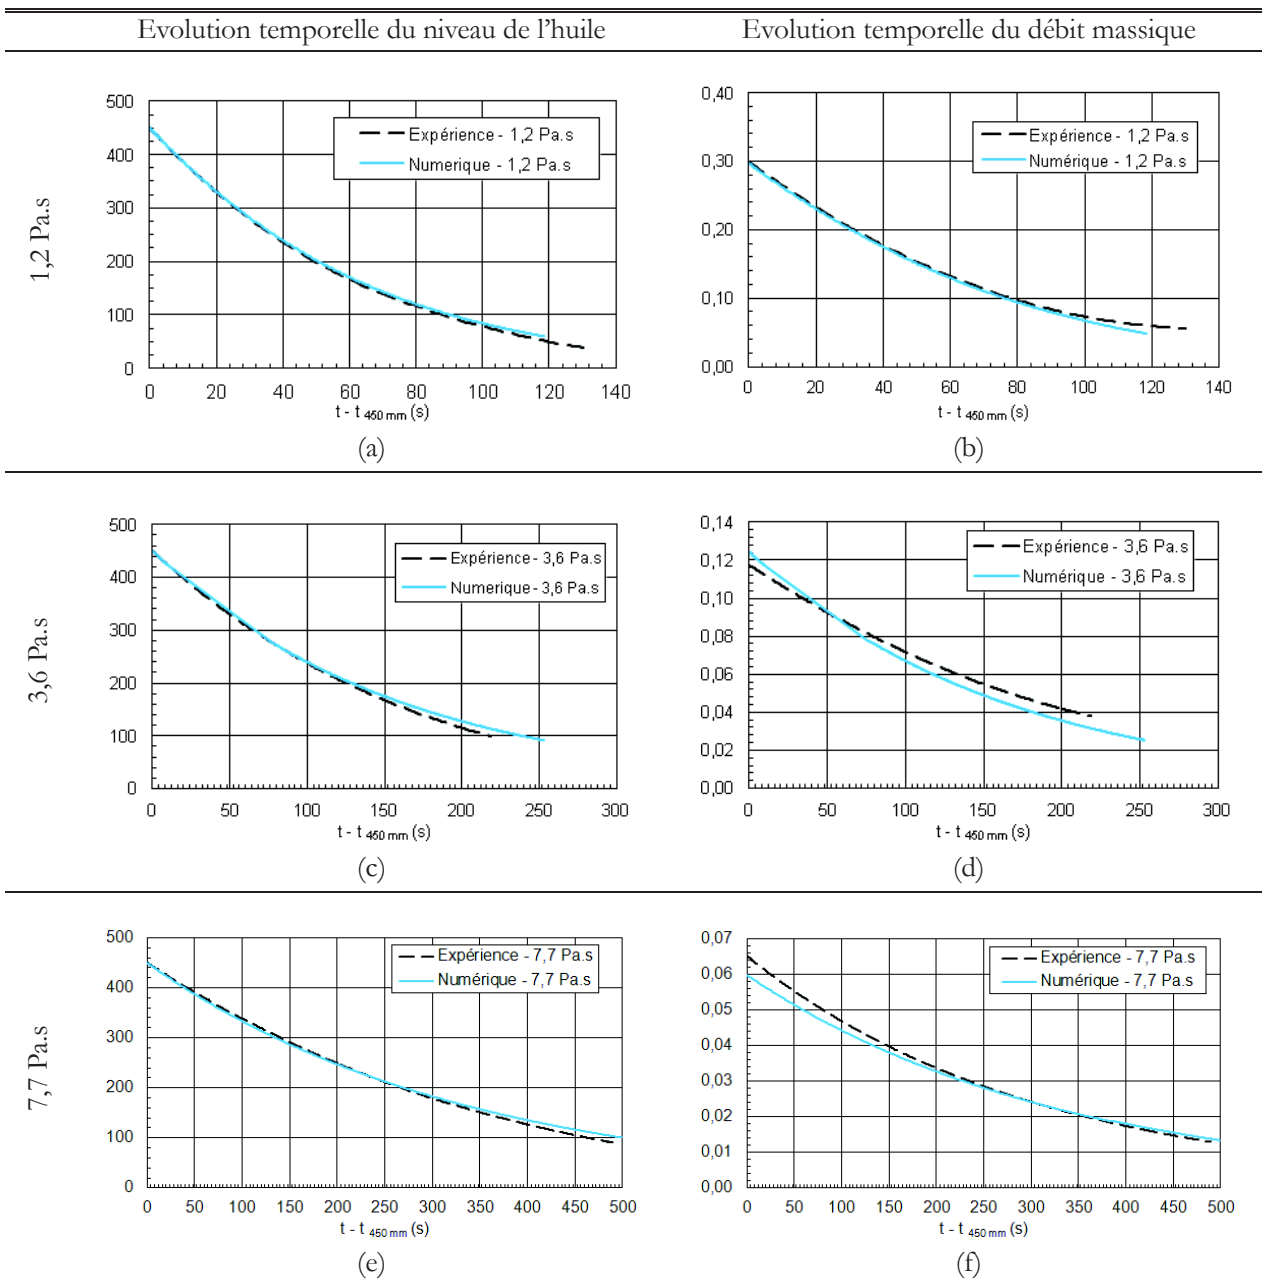 Evolution temporelle du niveau de l'huile
Evolution temporelle du débit massique
1,2 Pa.s
500
400
300
200
100
0
0 20 40 60 80 100 120 140
Expérience - 1,2 Pa.s
Numerique - 1,2 Pa.s
t - t 450 mm (s)
(a)
0,40
0,30
0,20
0,10
0,00
0 20 40 60 80 100 120 140
Expérience - 1,2 Pa.s
Numérique - 1,2 Pa.s
t - t 450 mm (s)
(b)
3,6 Pa.s
500
400
300
200
100
0
0 50 100 150 200 250 300
Expérience - 3,6 Pa.s
Numerique - 3,6 Pa.s
t - t 450 mm (s)
(c)
0,14
0,12
0,10
0,08
0,06
0,04
0,02
0,00
0 50 100 150 200 250 300
Expérience - 3,6 Pa.s
Numérique - 3,6 Pa.s
t - t 450 mm (s)
(d)
7,7 Pa.s
500
400
300
200
100
0
0 50 100 150 200 250 300 350 400 450 500
Expérience - 7,7 Pa.s
Numérique - 7,7 Pa.s
t - t 450 mm (s)
(e)
0,07
0,06
0,05
0,04
0,03
0,02
0,01
0,00
0 50 100 150 200 250 300 350 400 450 500
Expérience - 7,7 Pa.s
Numérique - 7,7 Pa.s
t - t 450 mm (s)
(f)